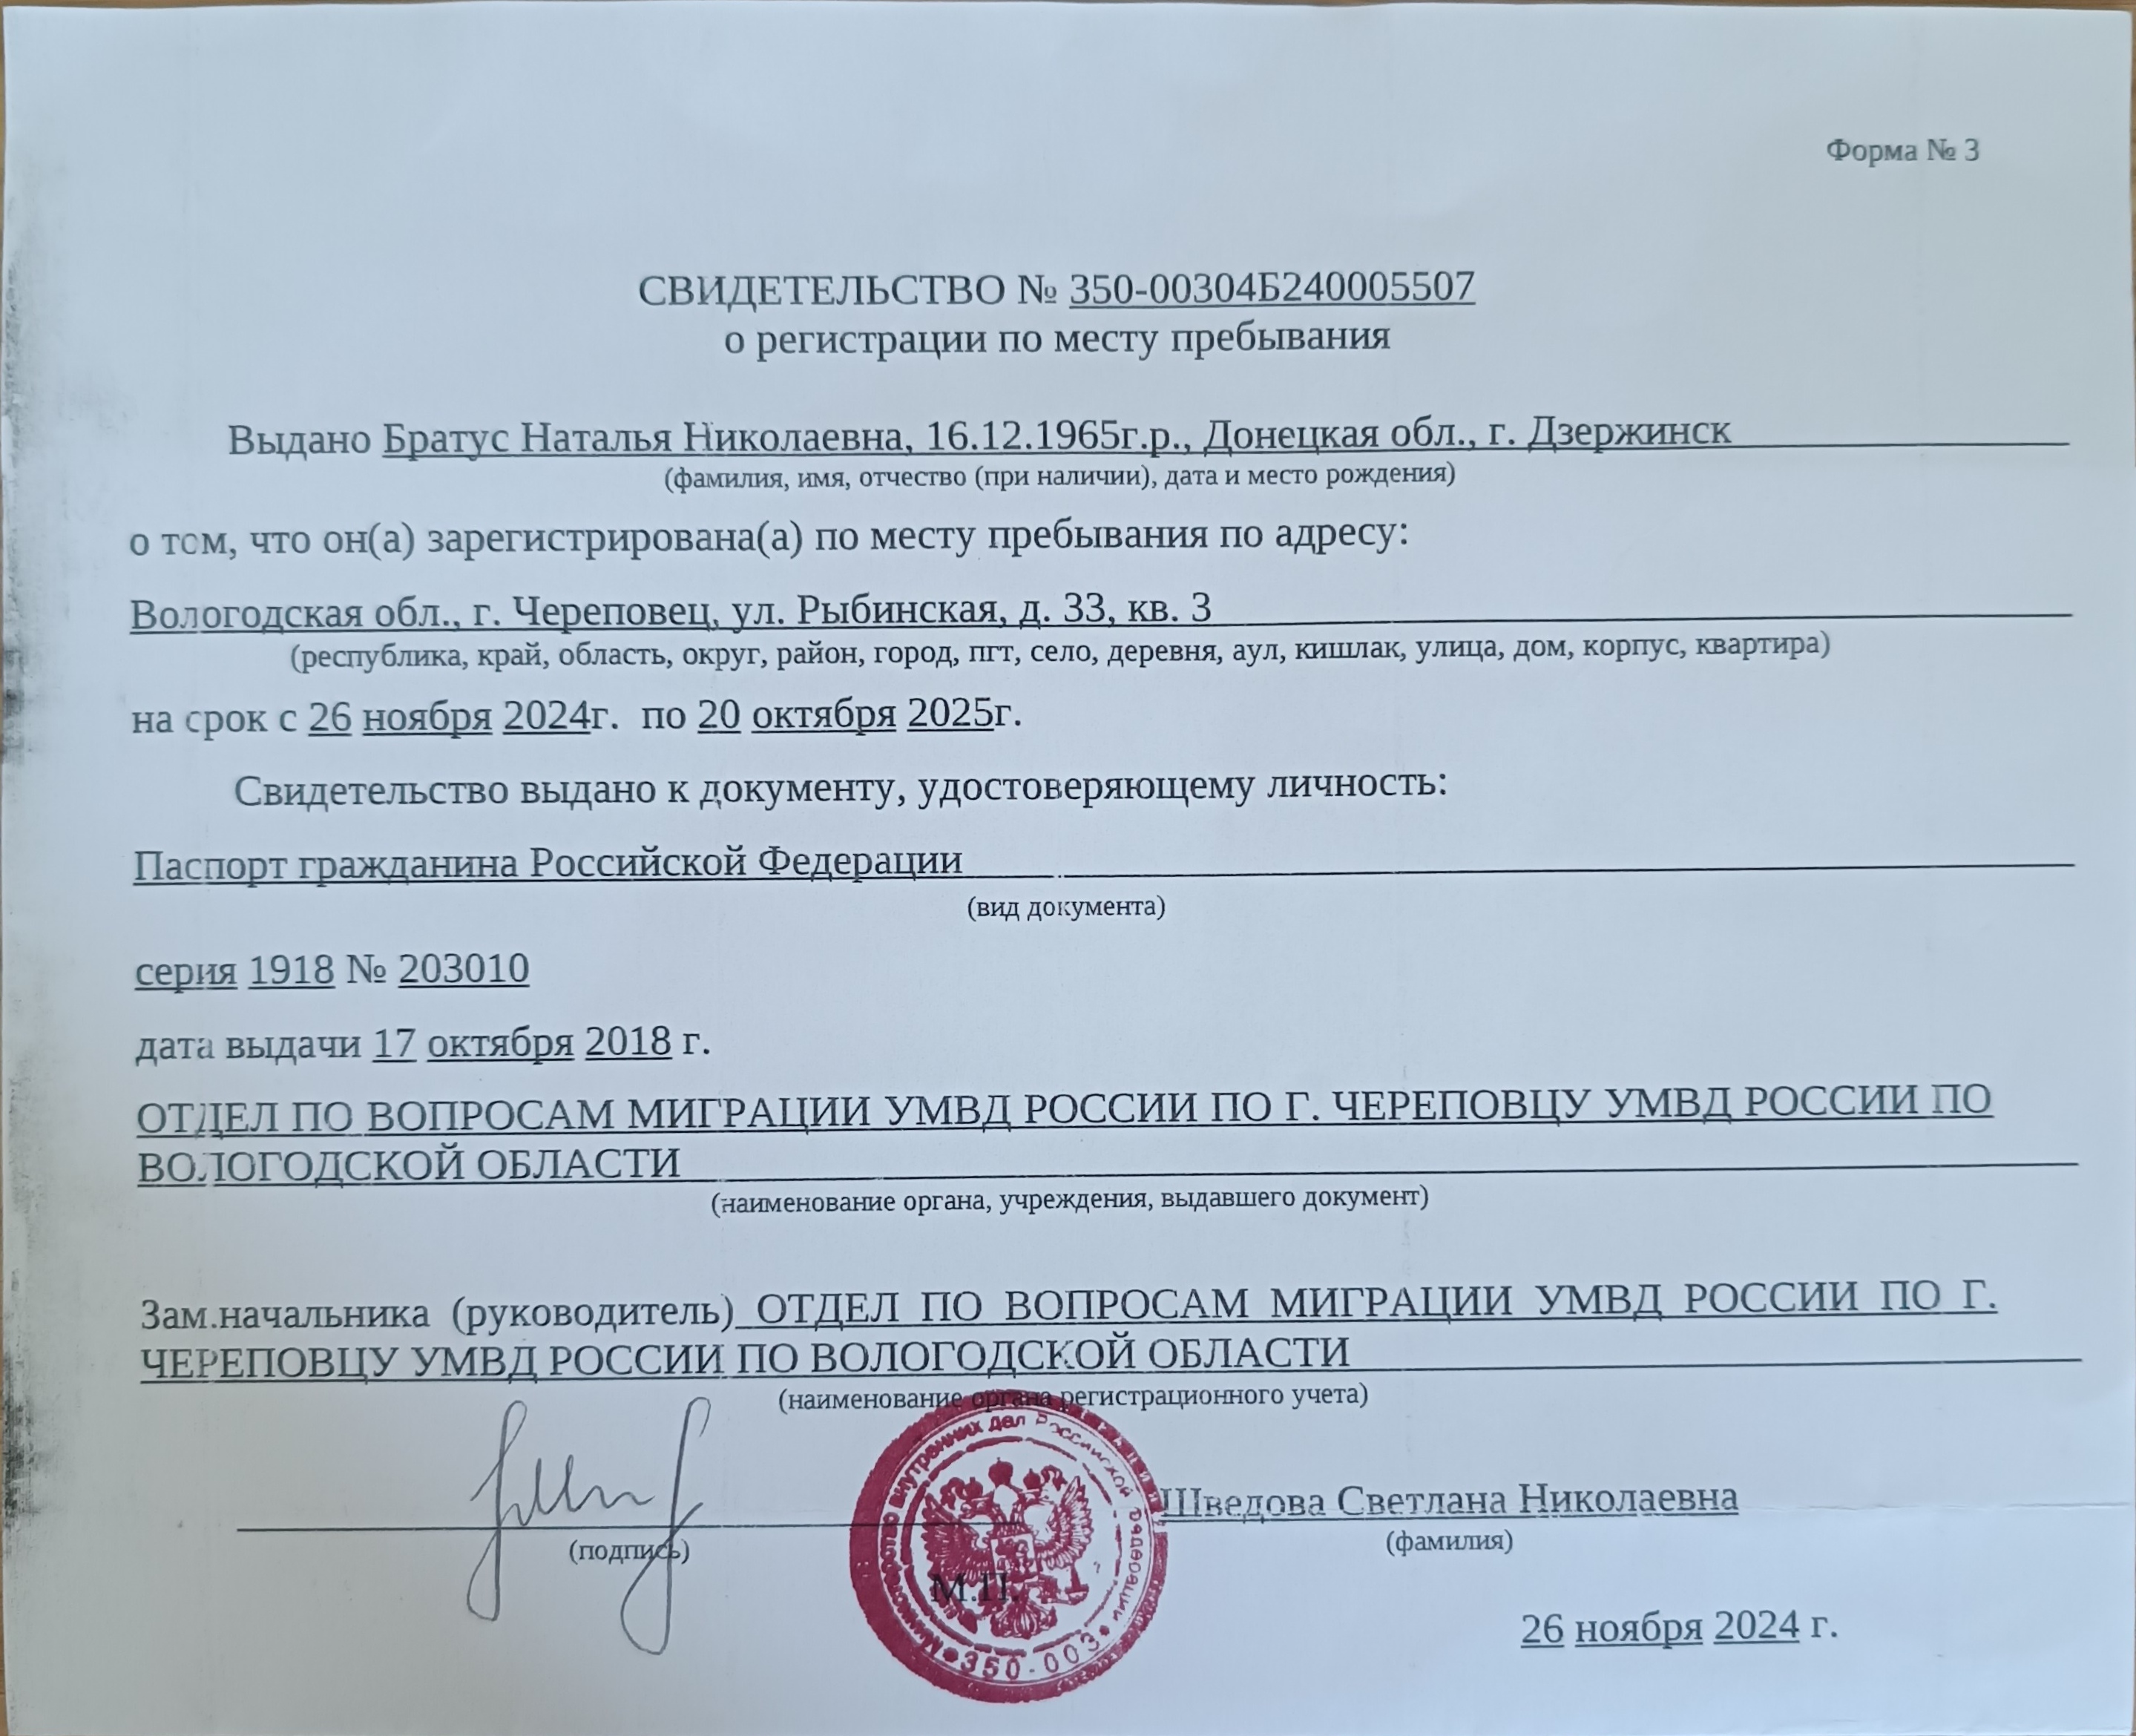 Форма № 3
СВИДЕТЕЛЬСТВО № 350-00304Б240005507
о регистрации по месту пребывания
Выдано Братус Наталья Николаевна, 16.12.1965г.р., Донецкая обл., г. Дзержинск
(фамилия, имя, отчество (при наличии), дата и место рождения)
о том, что он(а) зарегистрирована(а) по месту пребывания по адресу:
Вологодская обл., г. Череповец, ул. Рыбинская, д. 33, кв. 3
(республика, край, область, округ, район, город, пгт, село, деревня, аул, кишлак, улица, дом, корпус, квартира)
на срок с 26 ноября 2024г. по 20 октября 2025г.
Свидетельство выдано к документу, удостоверяющему личность:
Паспорт гражданина Российской Федерации
(вид документа)
серия 1918 № 203010
дата выдачи 17 октября 2018 г.
ОТДЕЛ ПО ВОПРОСАМ МИГРАЦИИ УМВД РОССИИ ПО Г. ЧЕРЕПОВЦУ УМВД РОССИИ ПО
ВОЛОГОДСКОЙ ОБЛАСТИ
(наименование органа, учреждения, выдавшего документ)
Зам.начальника (руководитель) ОТДЕЛ ПО ВОПРОСАМ МИГРАЦИИ УМВД РОССИИ ПО Г.
ЧЕРЕПОВЦУ УМВД РОССИИ ПО ВОЛОГОДСКОЙ ОБЛАСТИ
(наименование органа регистрационного учета)
Министерство внутренних дел Российской Федерации
350-003
Шведова Светлана Николаевна
(подпись)
(фамилия)
М.П.
26 ноября 2024 г.